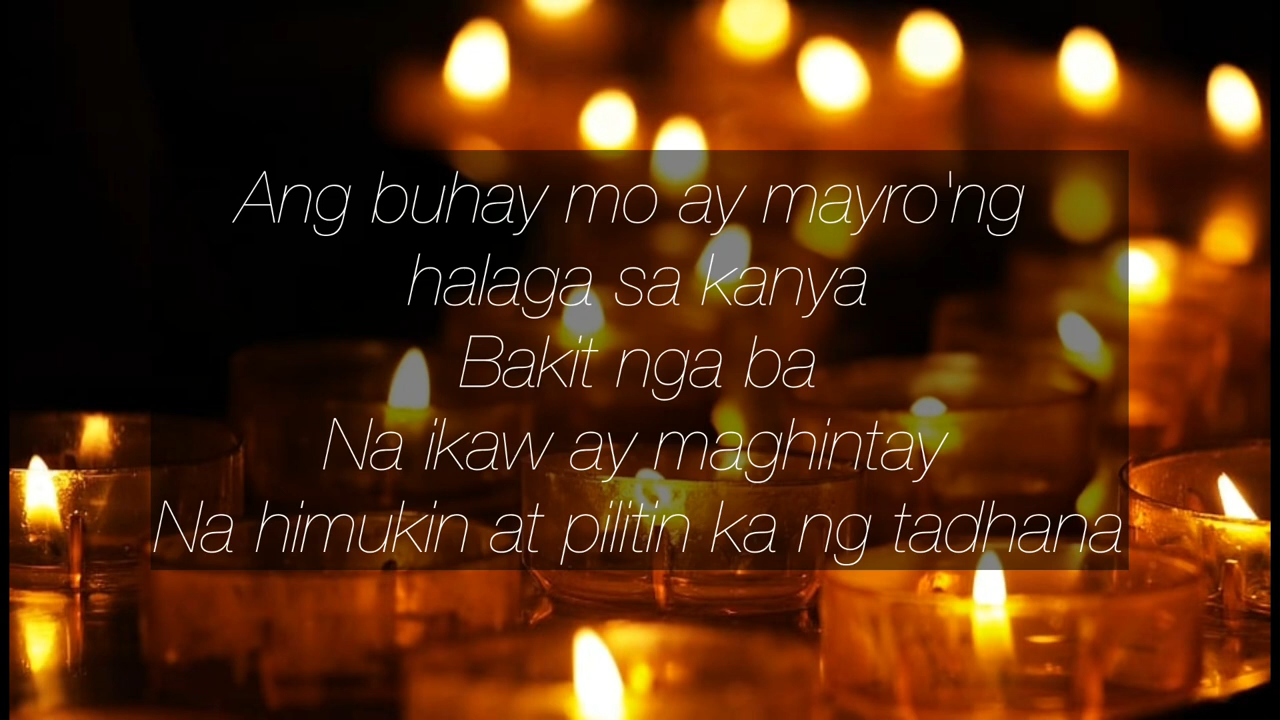 Ang buhay mo ay mayro'ng
halaga sa kanya
Bakit nga ba
Na ikaw ay maghintay
Na himukin at pilitin ka ng tadhana